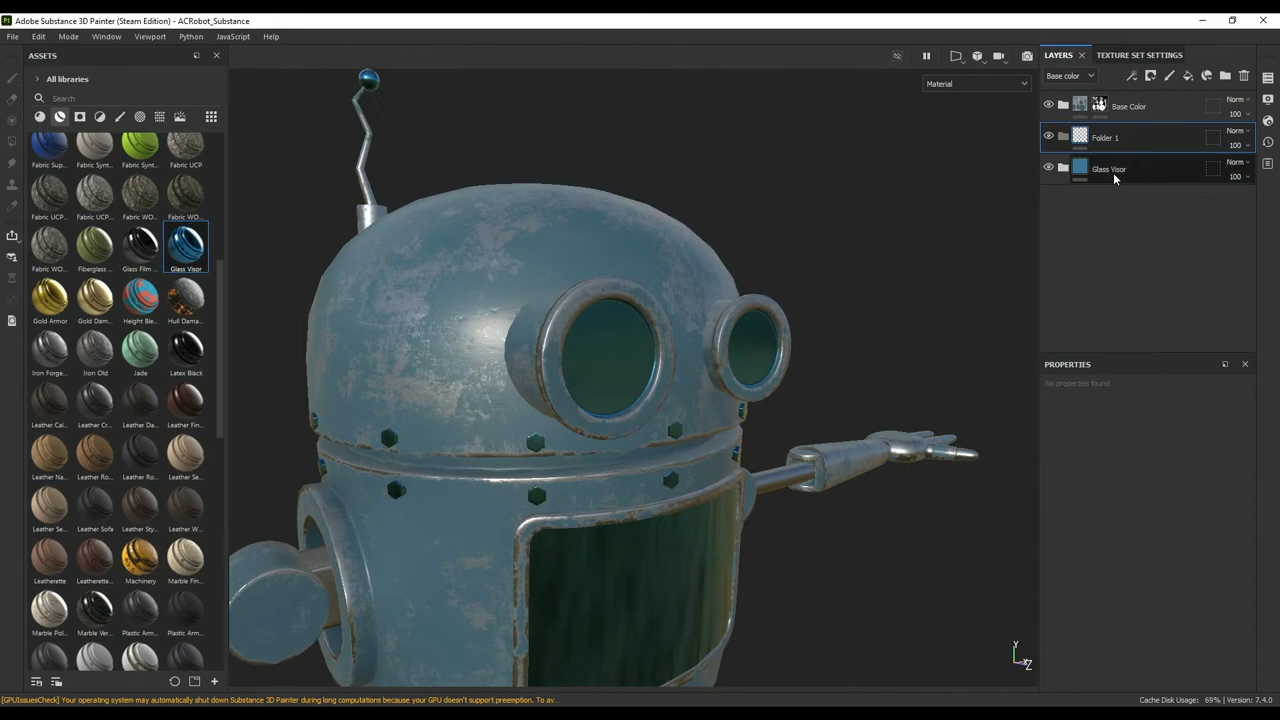 Pt Adobe Substance 3D Painter (Steam Edition) - ACRobot_Substance
File Edit Mode Window Viewport Python JavaScript Help
ASSETS
All libraries
Search
Fabric Sup... Fabric Synt... Fabric Synt... Fabric UCP
Fabric UCP... Fabric UCP... Fabric WO... Fabric WO...
Fabric WO... Fiberglass ... Glass Film ... Glass Visor
Gold Armor Gold Dam... Height Ble... Hull Dama...
Iron Forge... Iron Old Jade Latex Black
Leather Cal... Leather Cr... Leather Da... Leather Fin...
Leather Na... Leather Ro... Leather Ro... Leather Se...
Leather Se... Leather Sofa Leather Sty... Leather W...
Leatherette Leatherette... Machinery Marble Fin...
Marble Pol... Marble Ver... Plastic Arm... Plastic Arm...
Material
Y
Z
LAYERS TEXTURE SET SETTINGS
Base color
Base Color Norm
100
Folder 1 Norm
100
Glass Visor Norm
100
PROPERTIES
No properties found
[GPUIssuesCheck] Your operating system may automatically shut down Substance 3D Painter during long computations because your GPU doesn't support preemption. To av...
Cache Disk Usage: 69% | Version: 7.4.0